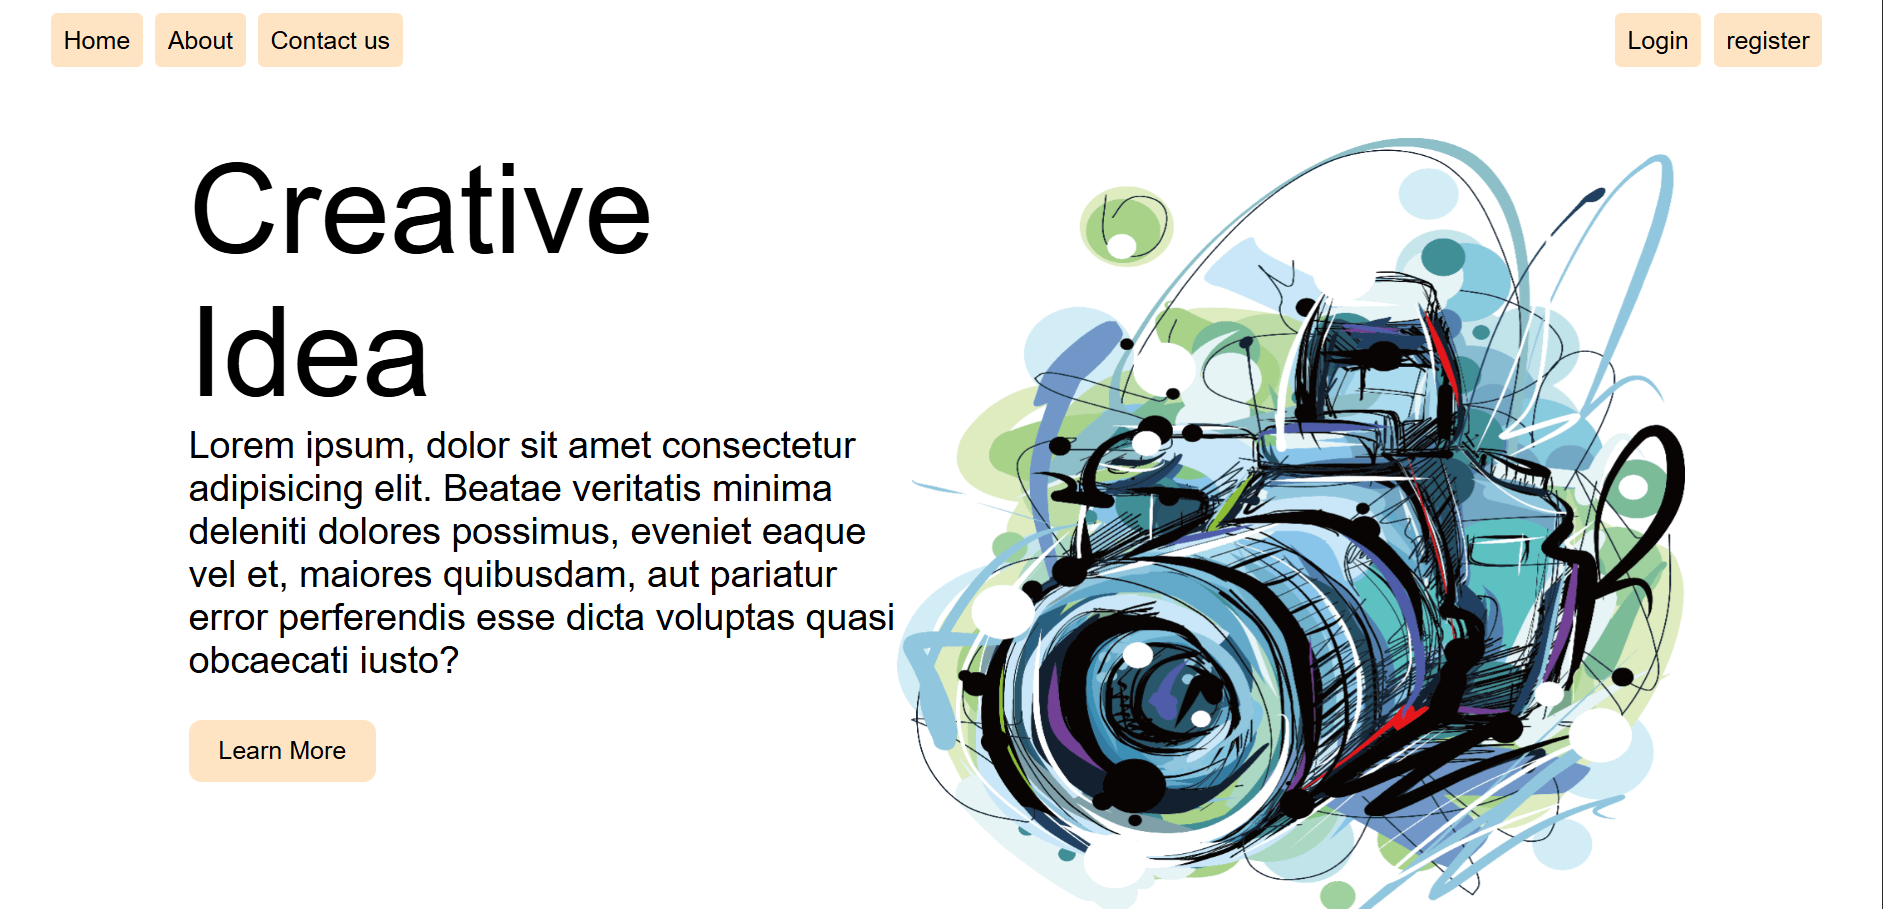 Home About Contact us Login register
Creative
Idea
Lorem ipsum, dolor sit amet consectetur
adipisicing elit. Beatae veritatis minima
deleniti dolores possimus, eveniet eaque
vel et, maiores quibusdam, aut pariatur
error perferendis esse dicta voluptas quasi
obcaecati iusto?
Learn More